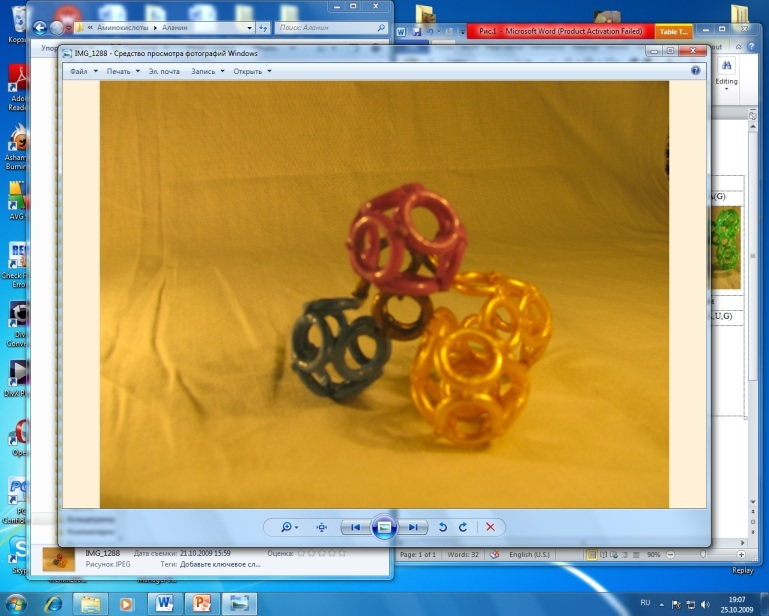 Аминокислоты ▸ Аланин
Поиск: Аланин
Рис.1 - Microsoft Word (Product Activation Failed)
Table T...
IMG_1288 - Средство просмотра фотографий Windows
Файл Печать Эл. почта Запись Открыть
Editing
A(G)
U,G)
IMG_1288 Дата съемки: 21.10.2009 15:59 Оценка:
Рисунок JPEG Теги: Добавьте ключевое сл...
Page: 1 of 1 Words: 32 English (U.S.) 90%
Replay
RU
19:07
25.10.2009